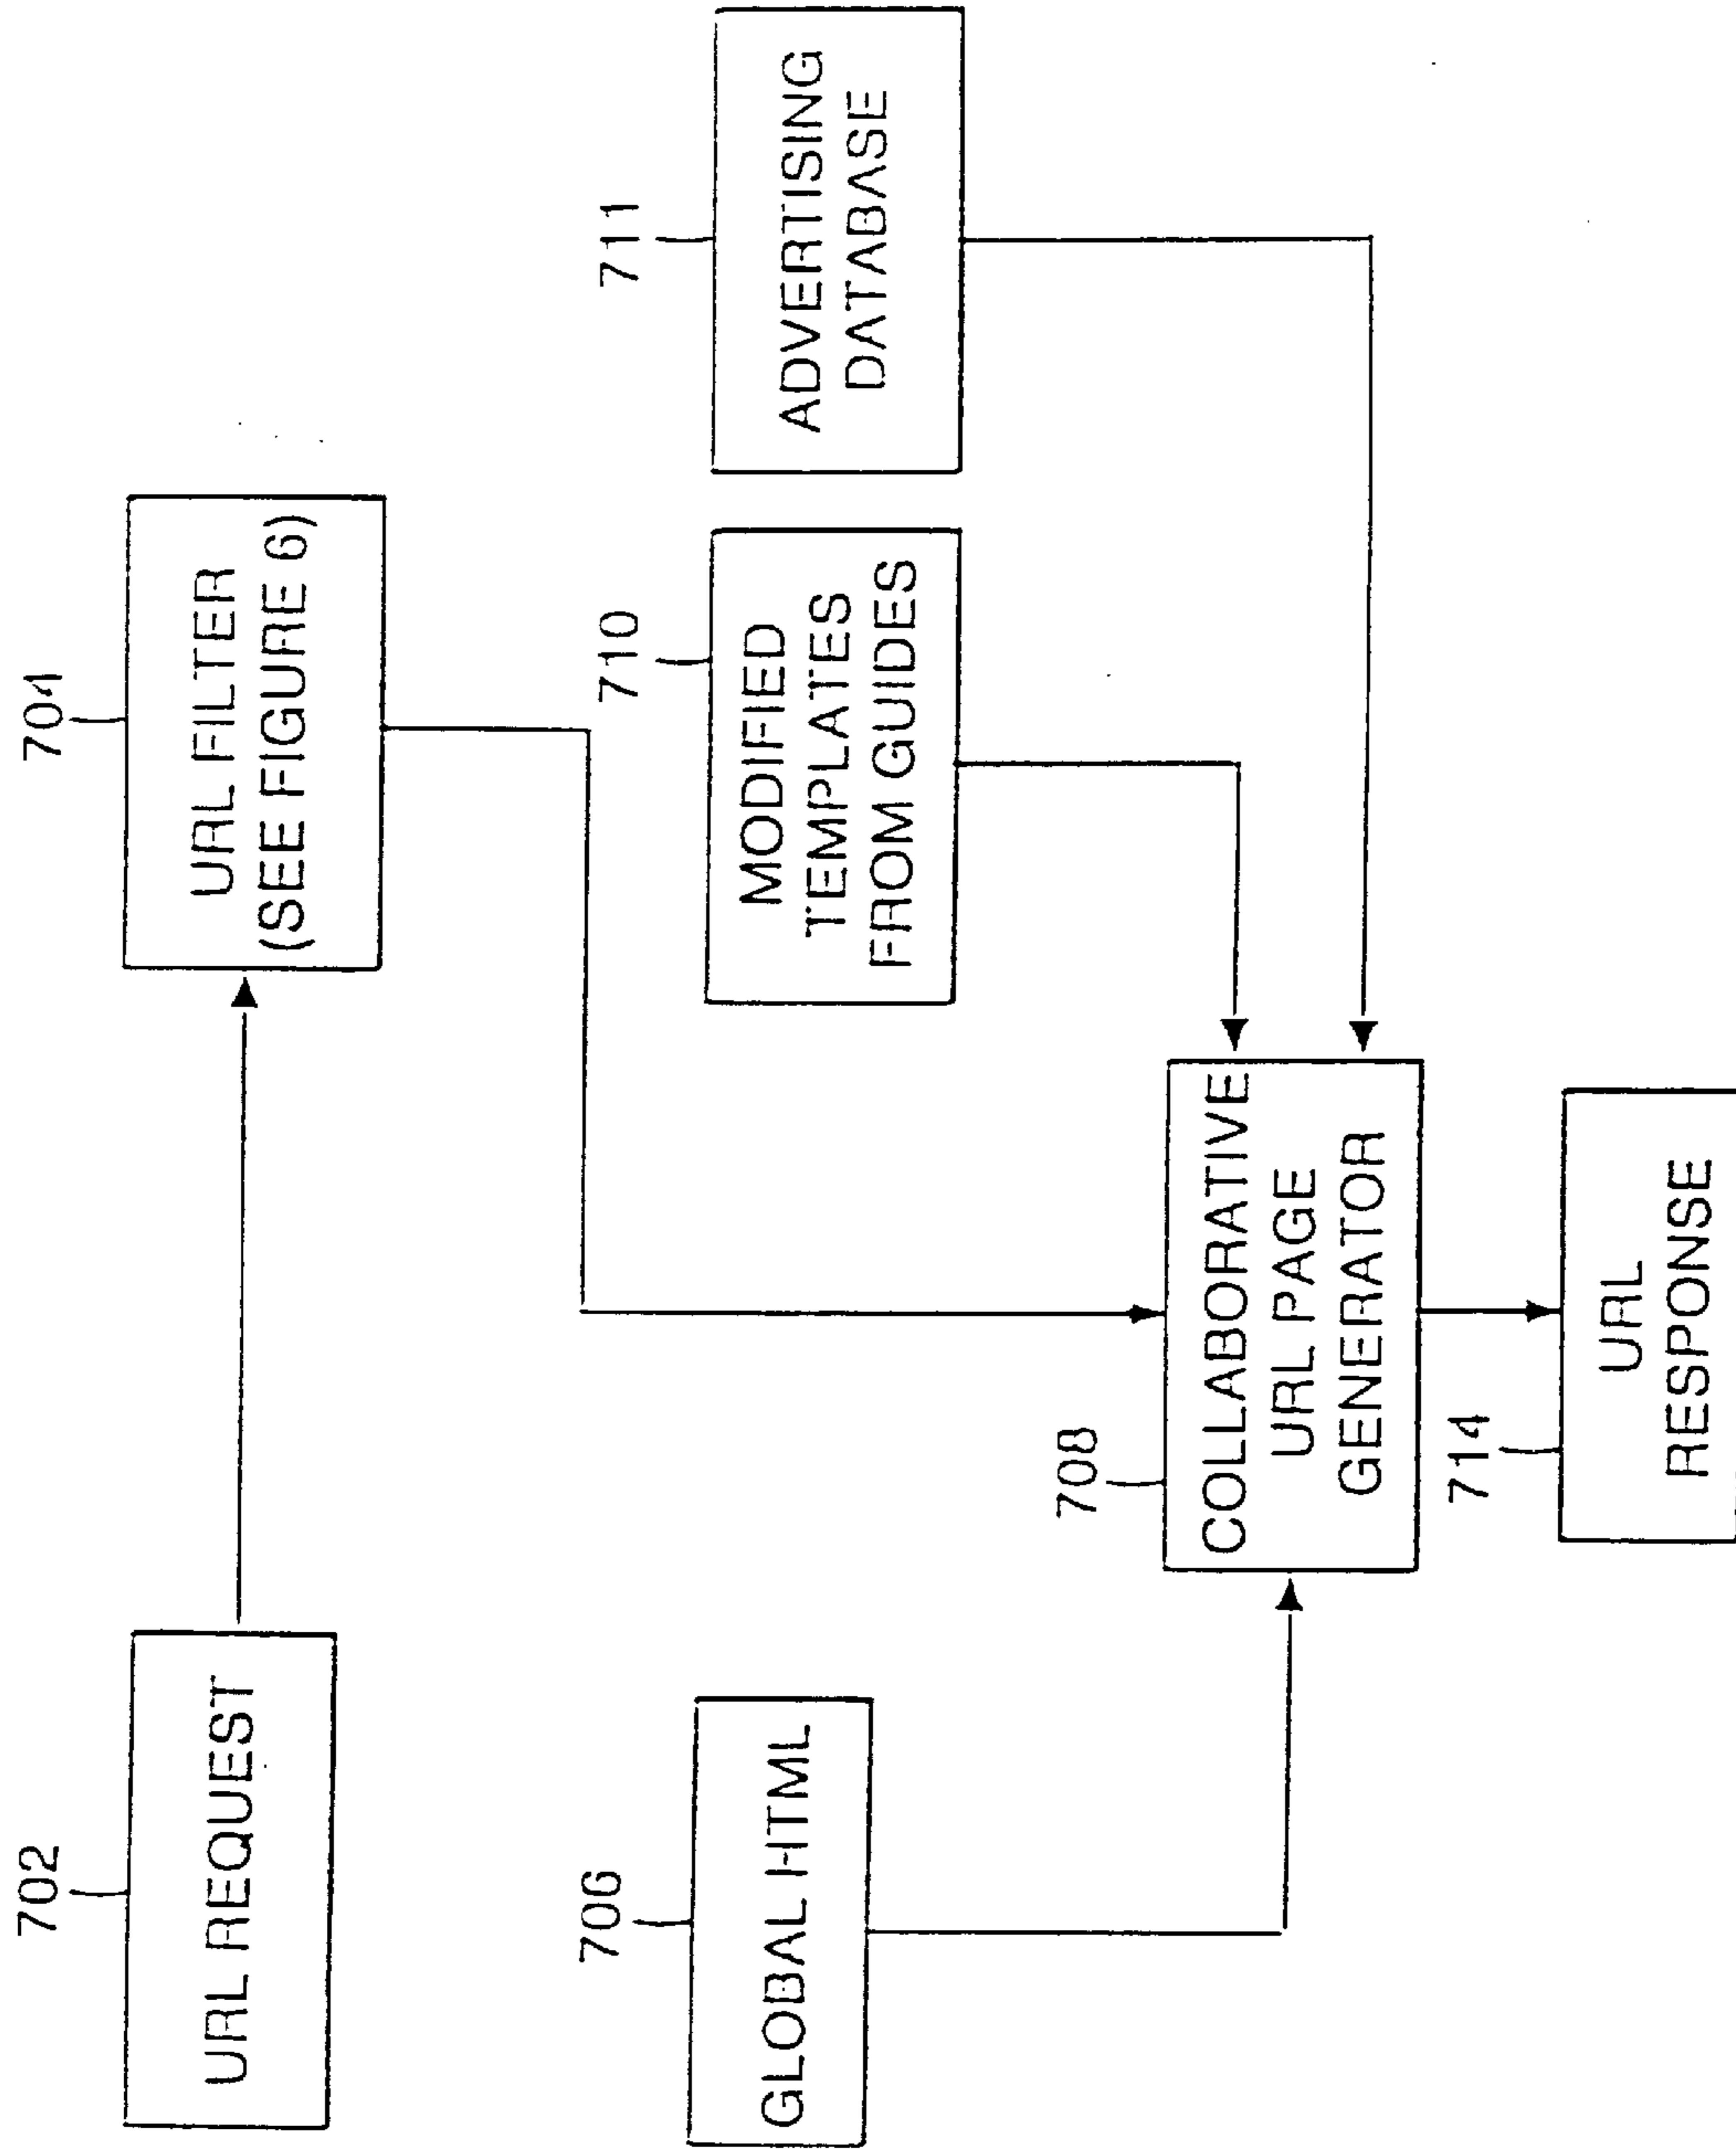 702
URL REQUEST
704
URL FILTER
(SEE FIGURE 6)
706
GLOBAL HTML
710
MODIFIED
TEMPLATES
FROM GUIDES
711
ADVERTISING
DATABASE
708
COLLABORATIVE
URL PAGE
GENERATOR
714
URL
RESPONSE